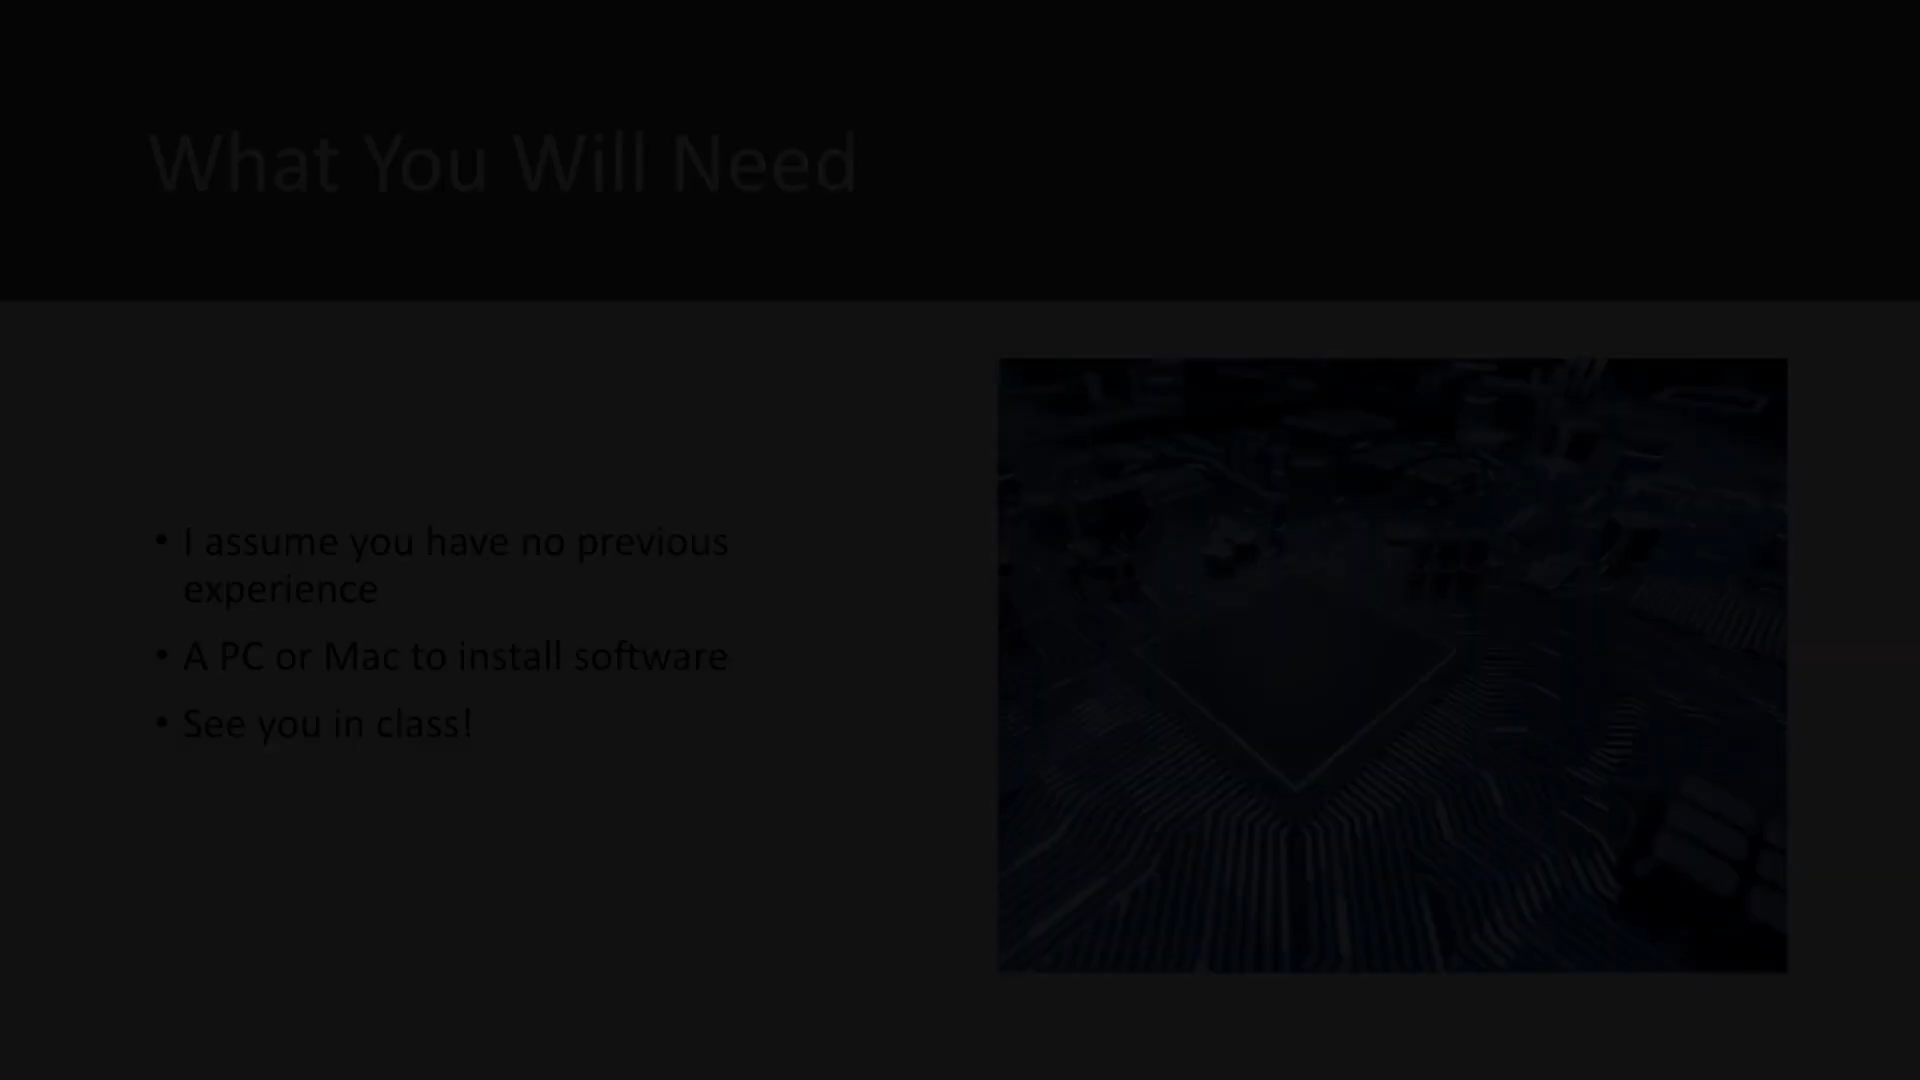 What You Will Need
• I assume you have no previous
experience
• A PC or Mac to install software
• See you in class!